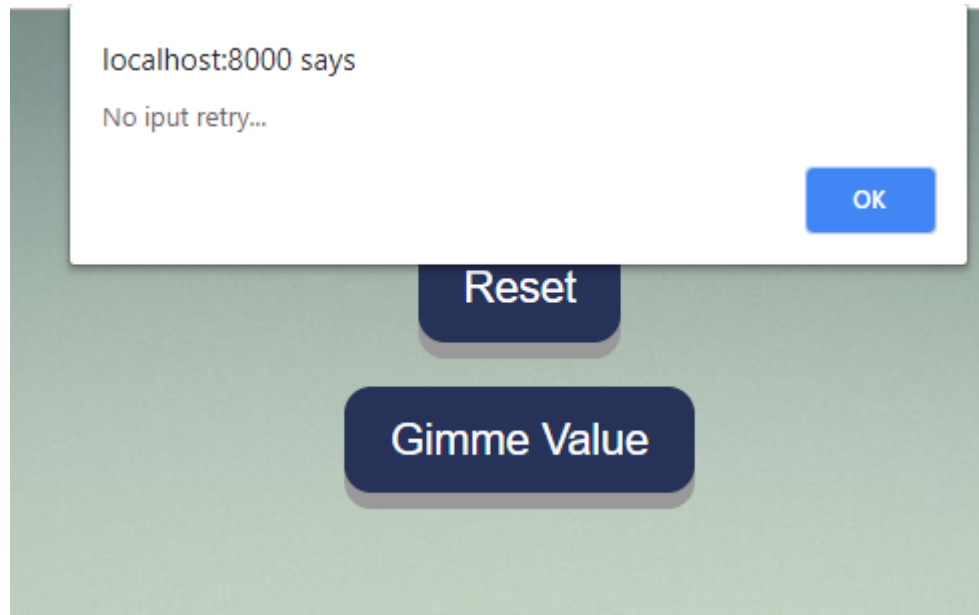 localhost:8000 says
No iput retry...
OK
Reset
Gimme Value